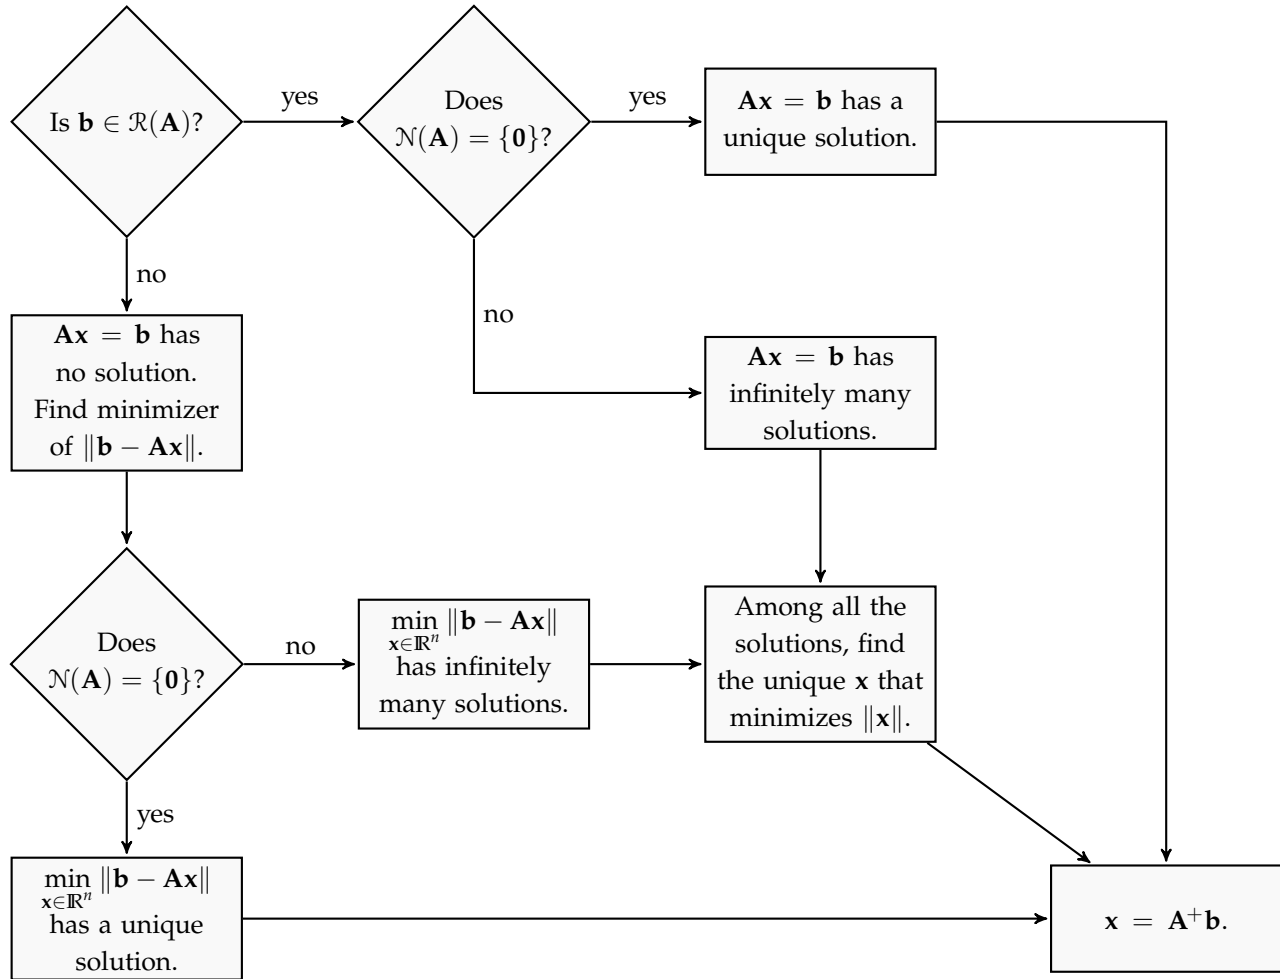 Is b ∈ ℛ(A)?
yes
Does
𝒩(A) = {0}?
yes
Ax = b has a
unique solution.
no
Ax = b has
no solution.
Find minimizer
of ‖b − Ax‖.
no
Ax = b has
infinitely many
solutions.
Does
𝒩(A) = {0}?
no
min ‖b − Ax‖
x∈ℝⁿ
has infinitely
many solutions.
Among all the
solutions, find
the unique x that
minimizes ‖x‖.
yes
min ‖b − Ax‖
x∈ℝⁿ
has a unique
solution.
x = A⁺b.